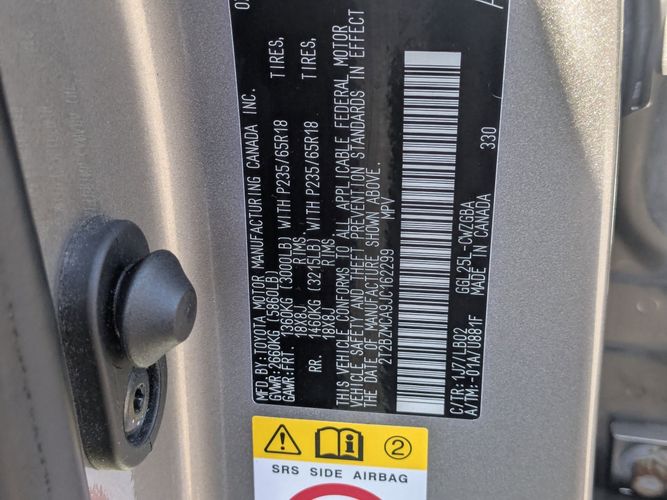 MFD. BY: TOYOTA MOTOR MANUFACTURING CANADA INC.
GVWR: 2660KG (5860LB)
GAWR: FRT. 1360KG (3000LB) WITH P235/65R18 TIRES,
18X8J RIMS
RR. 1460KG (3215LB) WITH P235/65R18 TIRES,
18X8J RIMS
THIS VEHICLE CONFORMS TO ALL APPLICABLE FEDERAL MOTOR
VEHICLE SAFETY AND THEFT PREVENTION STANDARDS IN EFFECT
THE DATE OF MANUFACTURE SHOWN ABOVE.
2T2BZMCA9JC162299 MPV
C/TR: 1J7/LB02 GGL25L-CWZGBA 330
A/TM:-01A/U881F MADE IN CANADA
2
SRS SIDE AIRBAG